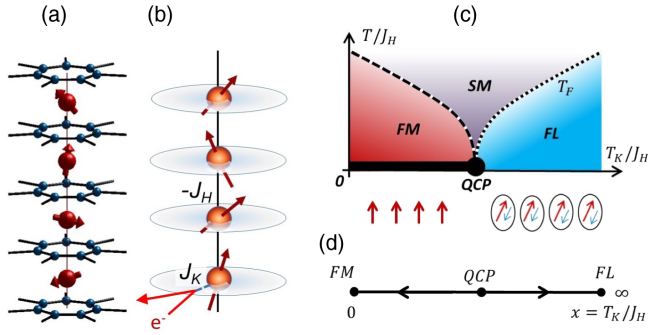 (a)
(b)
(c)
-J_H
J_K
e^-
T/J_H
SM
T_F
FM
FL
T_K/J_H
0
QCP
(d)
FM QCP FL
0 ∞
x = T_K/J_H